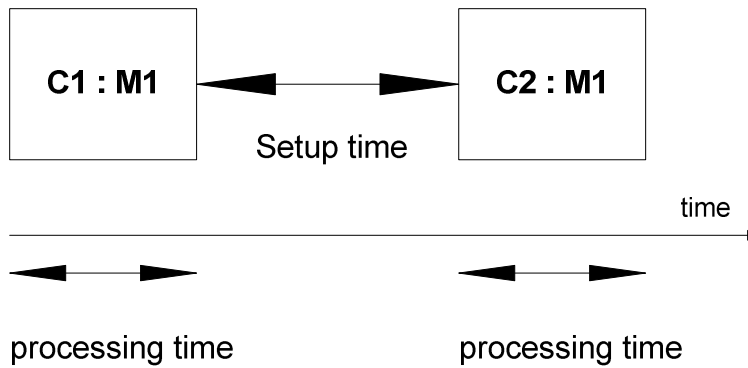 C1 : M1
C2 : M1
Setup time
time
processing time
processing time